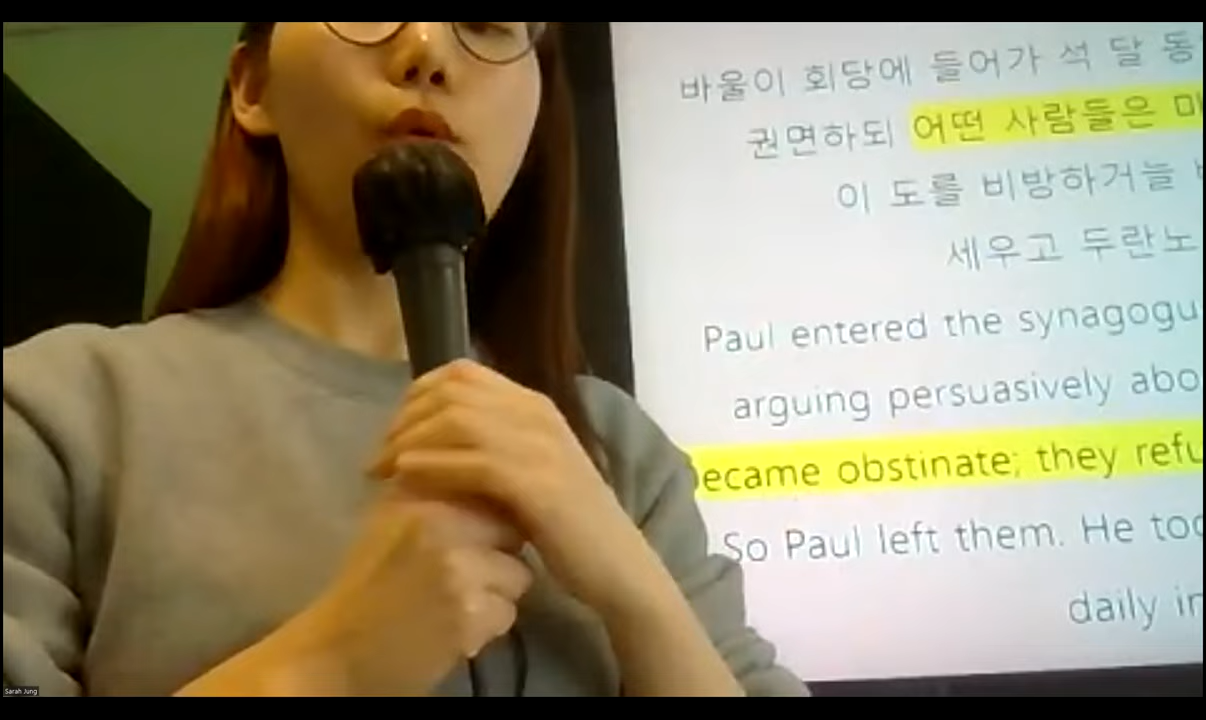 바울이 회당에 들어가 석 달 동
권면하되 어떤 사람들은
이 도를 비방하거늘
세우고 두란노
Paul entered the synagogu
arguing persuasively abo
ecame obstinate; they refu
So Paul left them. He too
daily in
Sarah Jung